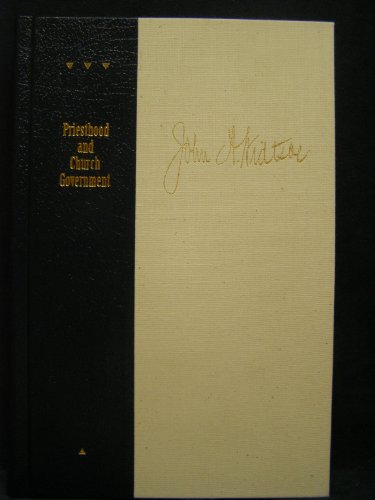 Priesthood
and
Church
Government
John A. Widtsoe